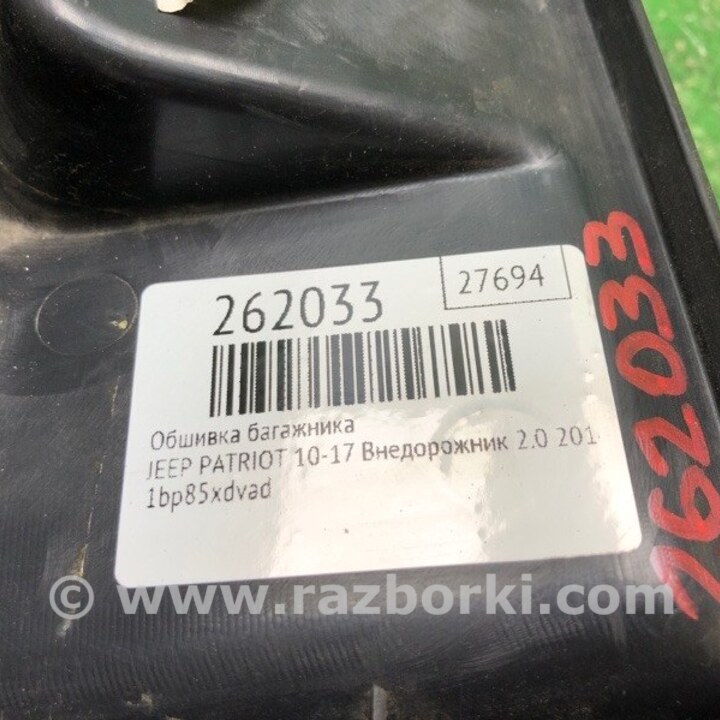 262033
27694
Обшивка багажника
JEEP PATRIOT 10-17 Внедорожник 2.0 201
1bp85xdvad
262033
© www.razborki.com